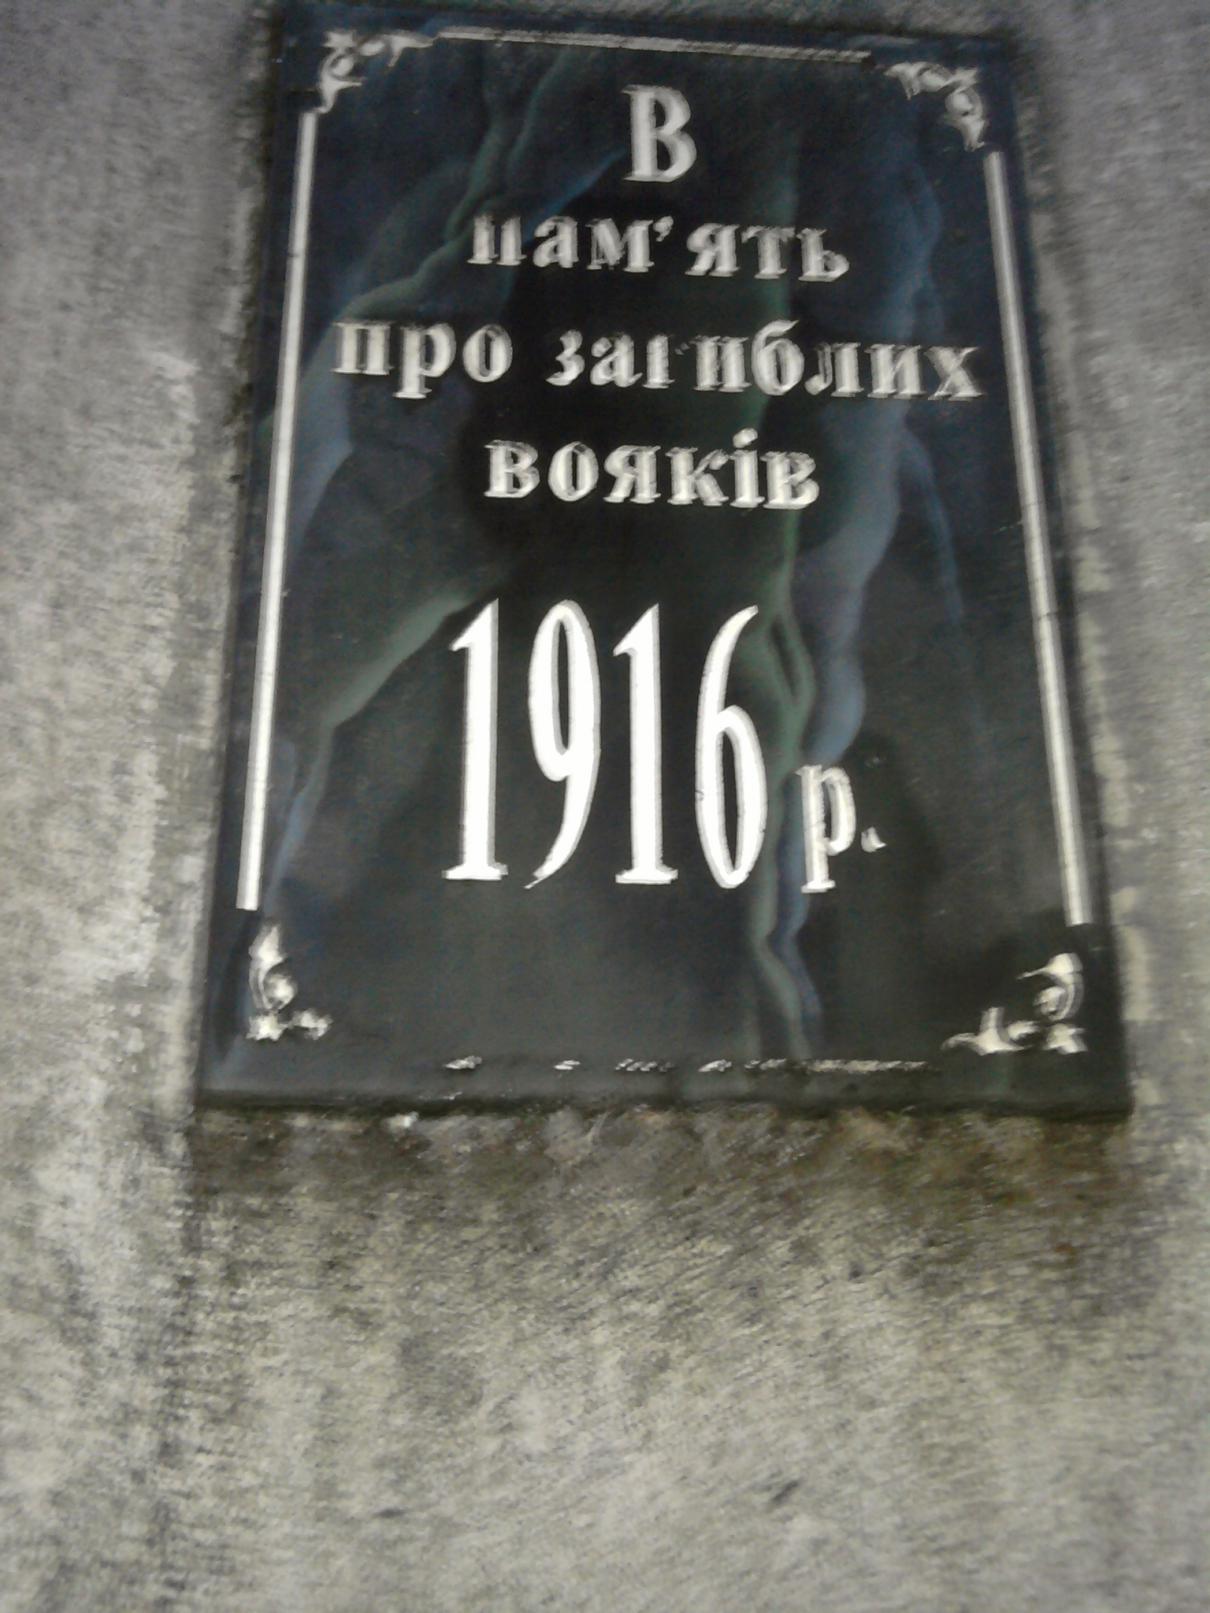 В
пам'ять
про загиблих
вояків
1916 р.